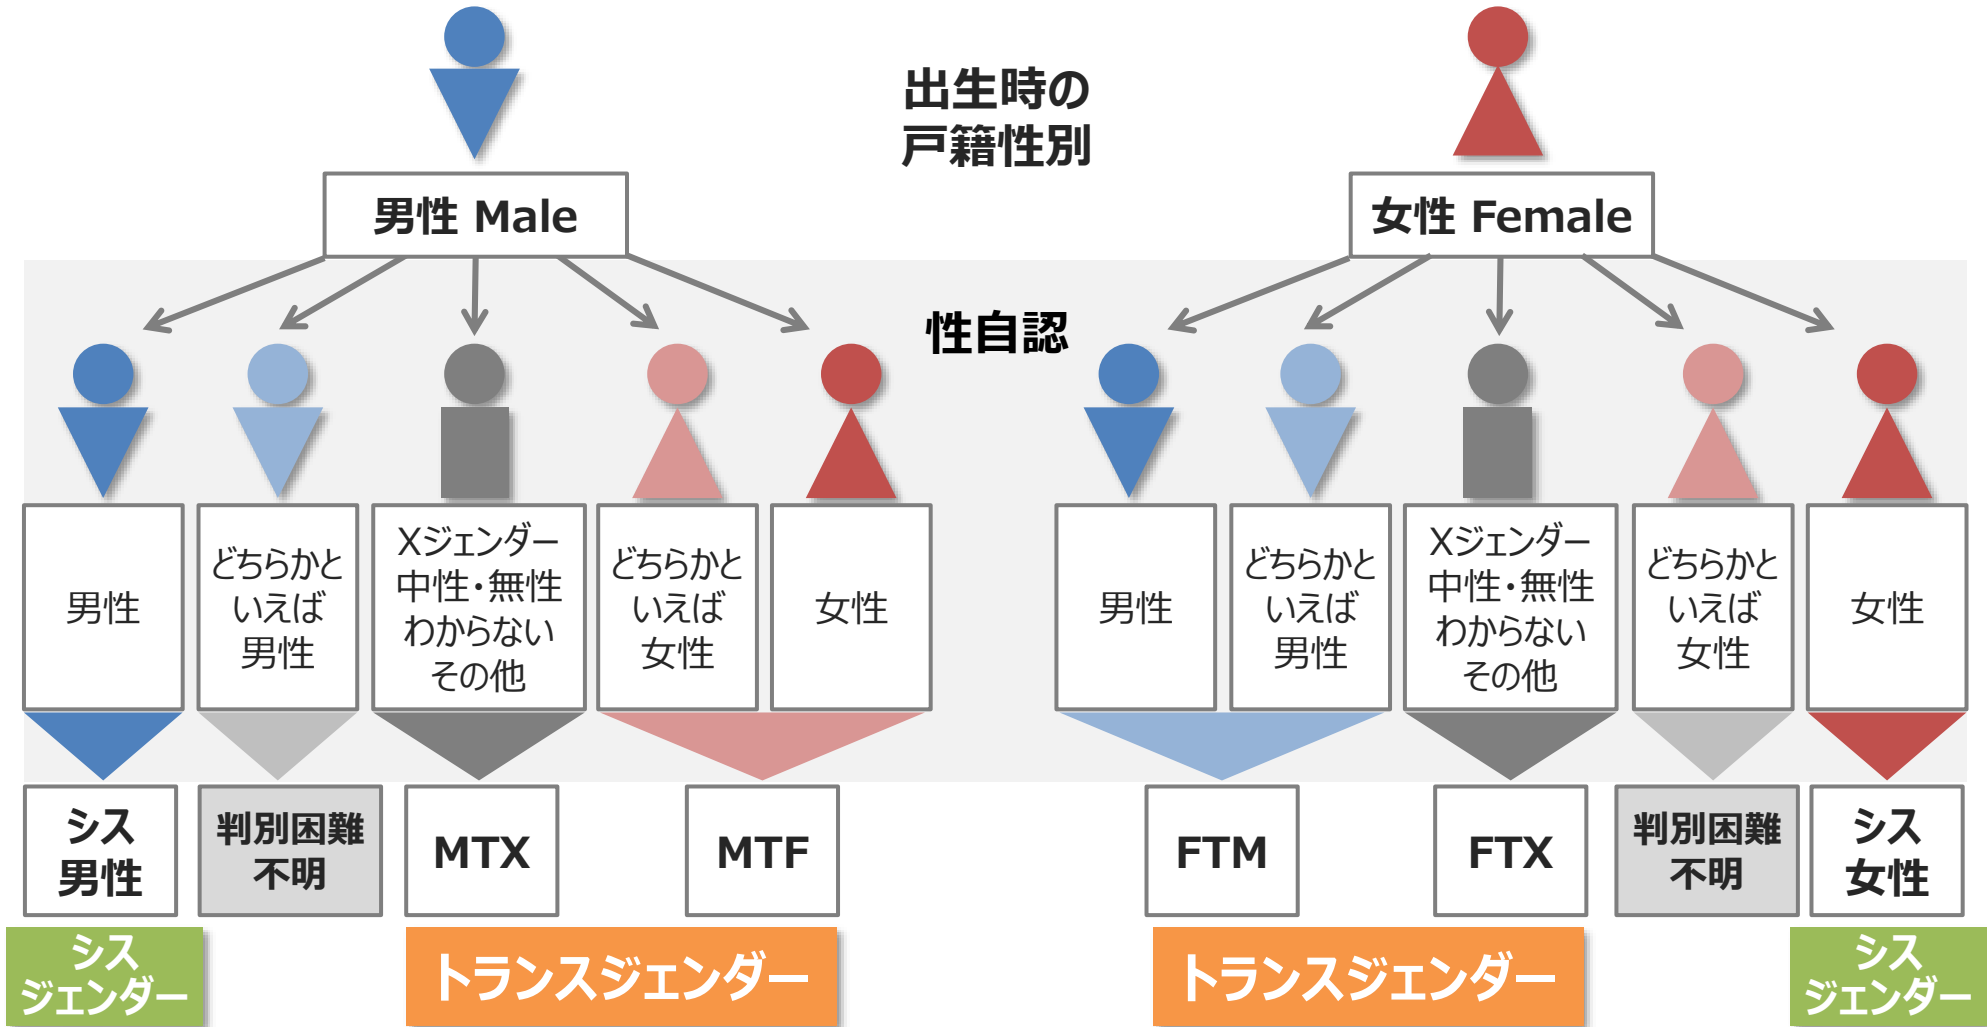 出生時の
戸籍性別
男性 Male
女性 Female
性自認
男性
どちらかと
いえば
男性
Xジェンダー
中性・無性
わからない
その他
どちらかと
いえば
女性
女性
男性
どちらかと
いえば
男性
Xジェンダー
中性・無性
わからない
その他
どちらかと
いえば
女性
女性
シス
男性
判別困難
不明
MTX
MTF
FTM
FTX
判別困難
不明
シス
女性
シス
ジェンダー
トランスジェンダー
トランスジェンダー
シス
ジェンダー